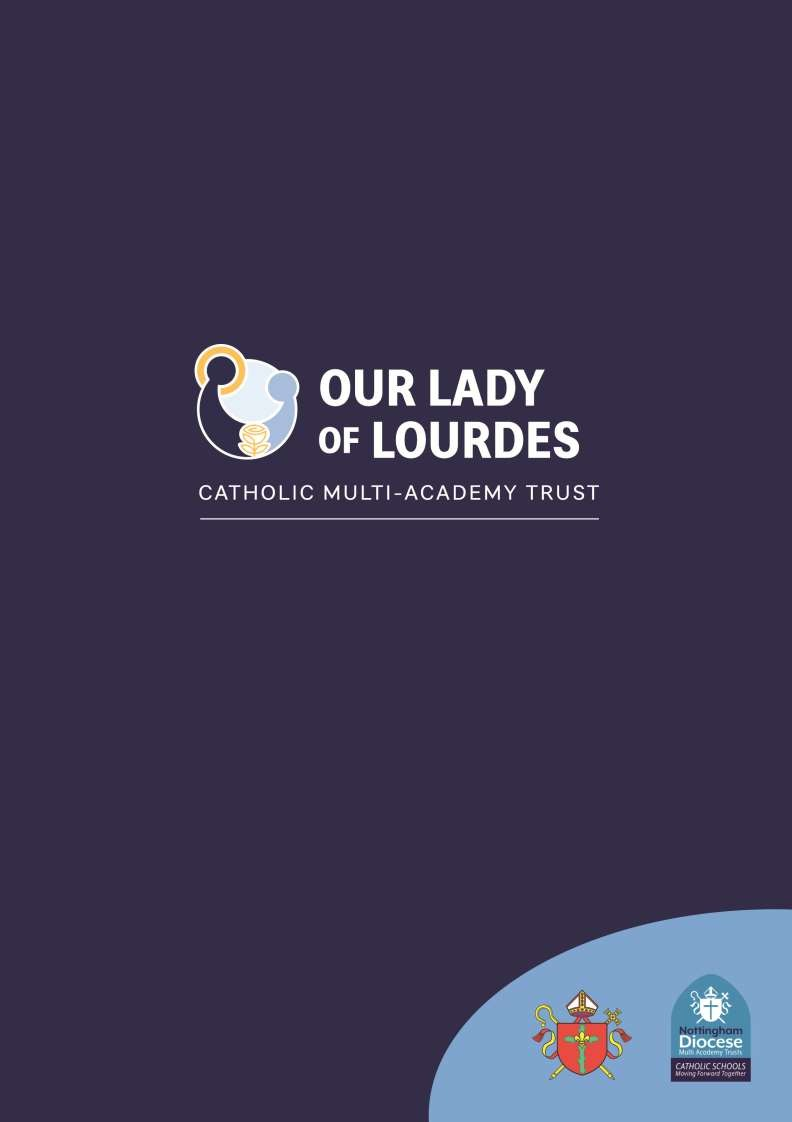 OUR LADY
OF LOURDES
CATHOLIC MULTI-ACADEMY TRUST
Nottingham
Diocese
Multi Academy Trusts
CATHOLIC SCHOOLS
Moving Forward Together